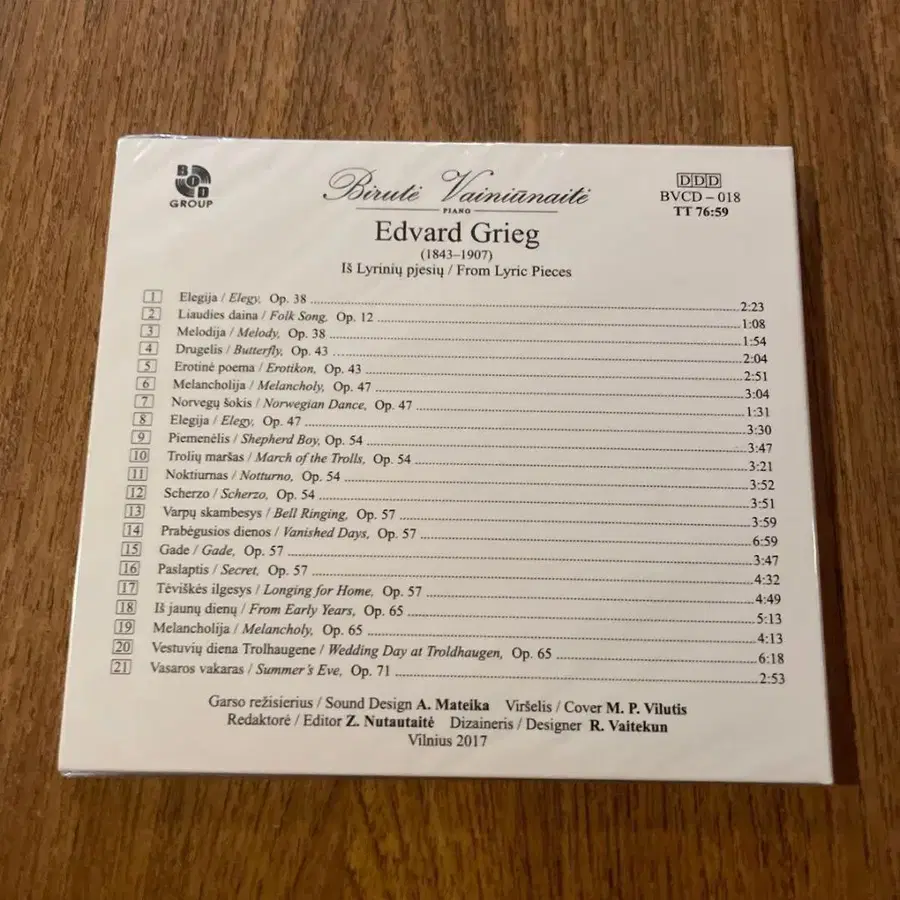 BOD
GROUP
Birutė Vainiūnaitė
PIANO
DDD
BVCD – 018
TT 76:59
Edvard Grieg
(1843–1907)
Iš Lyrinių pjesių / From Lyric Pieces
1 Elegija / Elegy, Op. 38 2:23
2 Liaudies daina / Folk Song, Op. 12 1:08
3 Melodija / Melody, Op. 38 1:54
4 Drugelis / Butterfly, Op. 43 2:04
5 Erotinė poema / Erotikon, Op. 43 2:51
6 Melancholija / Melancholy, Op. 47 3:04
7 Norvegų šokis / Norwegian Dance, Op. 47 1:31
8 Elegija / Elegy, Op. 47 3:30
9 Piemenėlis / Shepherd Boy, Op. 54 3:47
10 Trolių maršas / March of the Trolls, Op. 54 3:21
11 Noktiurnas / Notturno, Op. 54 3:52
12 Scherzo / Scherzo, Op. 54 3:51
13 Varpų skambesys / Bell Ringing, Op. 57 3:59
14 Prabėgusios dienos / Vanished Days, Op. 57 6:59
15 Gade / Gade, Op. 57 3:47
16 Paslaptis / Secret, Op. 57 4:32
17 Tėviškės ilgesys / Longing for Home, Op. 57 4:49
18 Iš jaunų dienų / From Early Years, Op. 65 5:13
19 Melancholija / Melancholy, Op. 65 4:13
20 Vestuvių diena Trolhaugene / Wedding Day at Troldhaugen, Op. 65 6:18
21 Vasaros vakaras / Summer's Eve, Op. 71 2:53
Garso režisierius / Sound Design A. Mateika Viršelis / Cover M. P. Vilutis
Redaktorė / Editor Z. Nutautaitė Dizaineris / Designer R. Vaitekun
Vilnius 2017